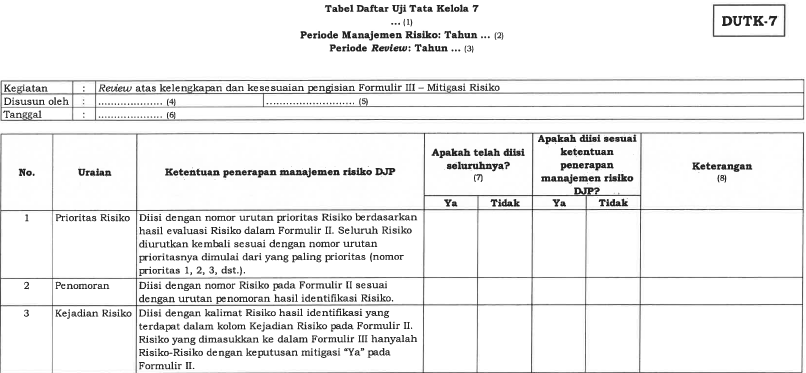 Tabel Daftar Uji Tata Kelola 7
... (1)
Periode Manajemen Risiko: Tahun ... (2)
Periode Review: Tahun ... (3)
DUTK-7
Kegiatan : Review atas kelengkapan dan kesesuaian pengisian Formulir III – Mitigasi Risiko
Disusun oleh : .................... (4) ............................ (5)
Tanggal : .................... (6)
No.
Uraian
Ketentuan penerapan manajemen risiko DJP
Apakah telah diisi
seluruhnya?
(7)
Ya Tidak
Apakah diisi sesuai
ketentuan
penerapan
manajemen risiko
DJP?
Ya Tidak
Keterangan
(8)
1 Prioritas Risiko Diisi dengan nomor urutan prioritas Risiko berdasarkan
hasil evaluasi Risiko dalam Formulir II. Seluruh Risiko
diurutkan kembali sesuai dengan nomor urutan
prioritasnya dimulai dari yang paling prioritas (nomor
prioritas 1, 2, 3, dst.).
2 Penomoran Diisi dengan nomor Risiko pada Formulir II sesuai
dengan urutan penomoran hasil identifikasi Risiko.
3 Kejadian Risiko Diisi dengan kalimat Risiko hasil identifikasi yang
terdapat dalam kolom Kejadian Risiko pada Formulir II.
Risiko yang dimasukkan ke dalam Formulir III hanyalah
Risiko-Risiko dengan keputusan mitigasi “Ya” pada
Formulir II.